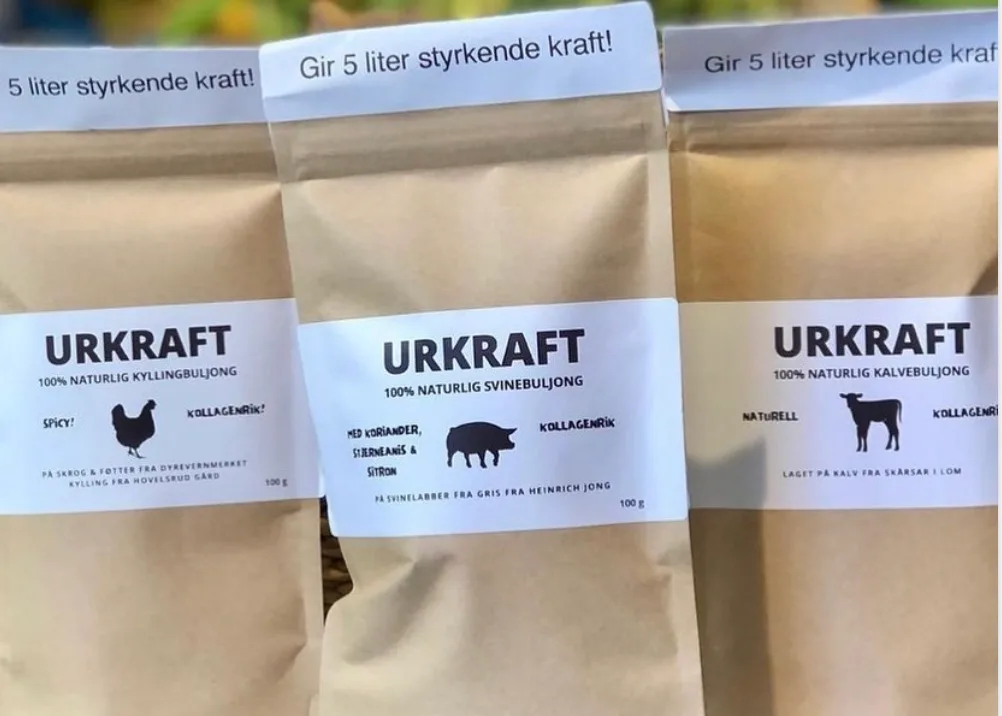 5 liter styrkende kraft!
URKRAFT
100% NATURLIG KYLLINGBULJONG
SPICY!
KOLLAGENRIK!
PÅ SKROG & FØTTER FRA DYREVERNMERKET
KYLLING FRA HOVELSRUD GÅRD
100 g
Gir 5 liter styrkende kraft!
URKRAFT
100% NATURLIG SVINEBULJONG
MED KORIANDER,
STJERNEANIS &
SITRON
KOLLAGENRIK
PÅ SVINELABBER FRA GRIS FRA HEINRICH JONG
100 g
Gir 5 liter styrkende kraf
URKRAFT
100% NATURLIG KALVEBULJONG
NATURELL
KOLLAGENRI
LAGET PÅ KALV FRA SKÅRSAR I LOM